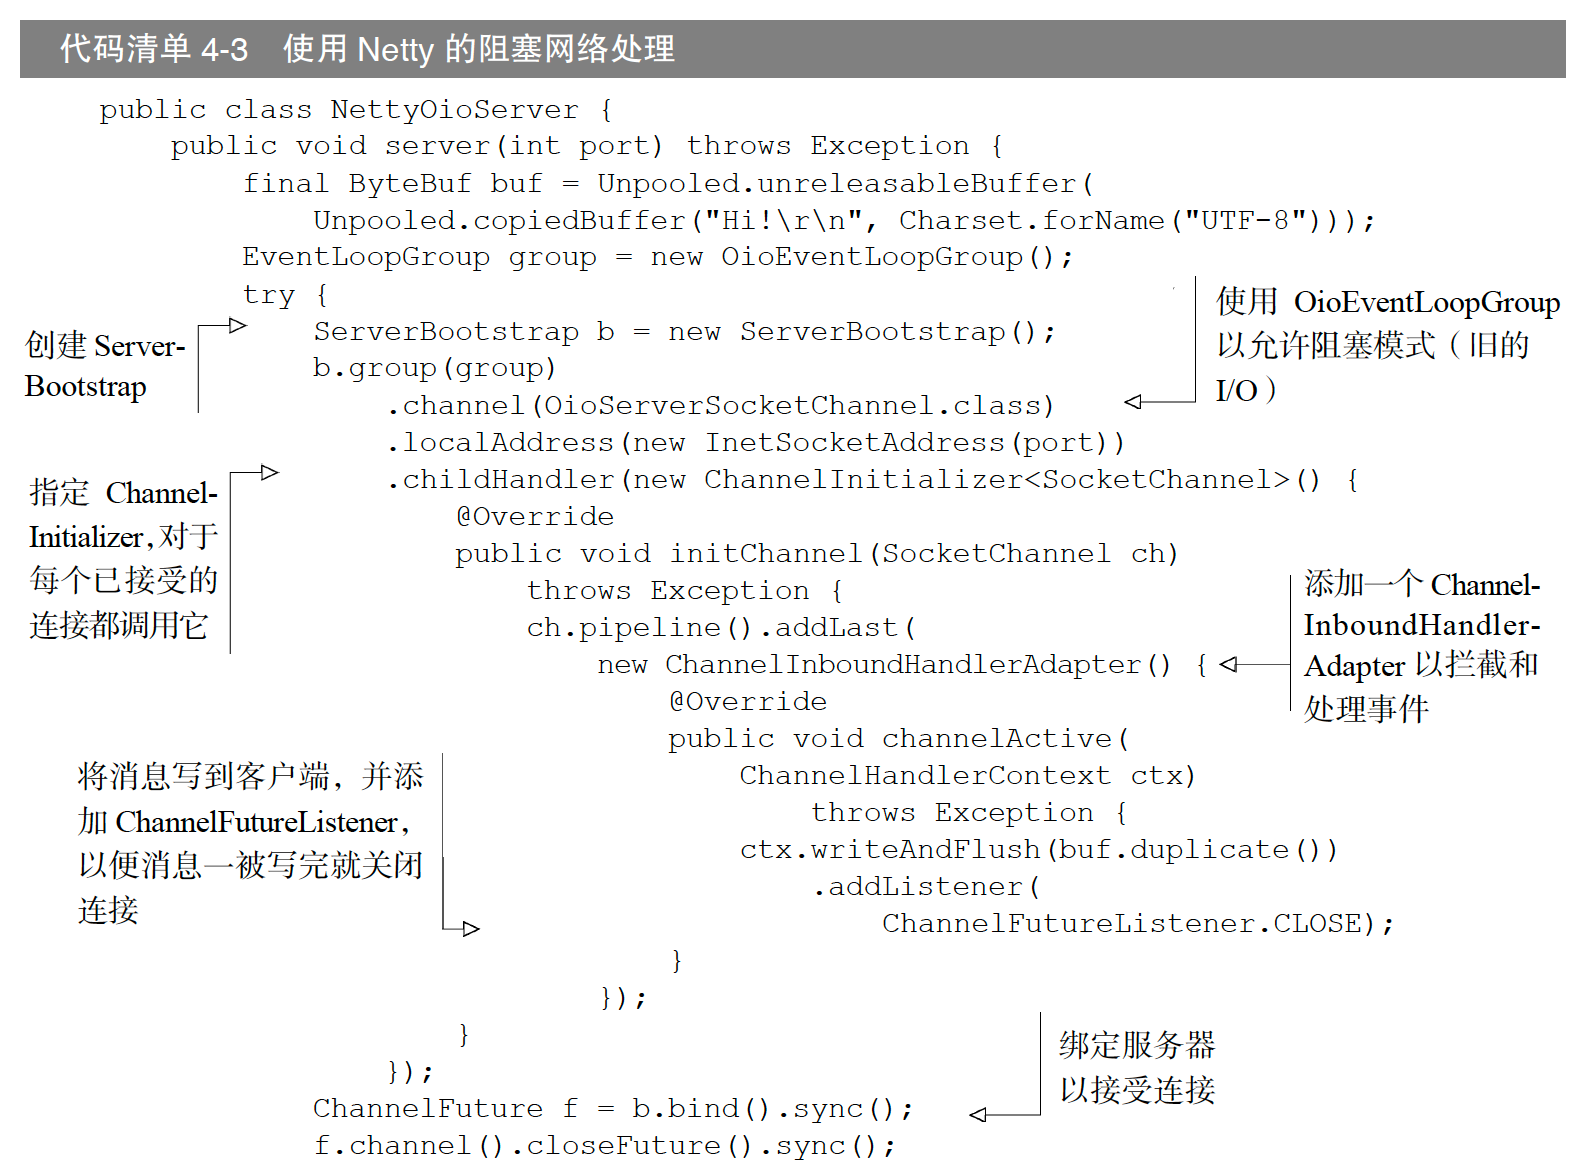 代码清单 4-3 使用 Netty 的阻塞网络处理
public class NettyOioServer {
public void server(int port) throws Exception {
final ByteBuf buf = Unpooled.unreleasableBuffer(
Unpooled.copiedBuffer("Hi!\r\n", Charset.forName("UTF-8")));
EventLoopGroup group = new OioEventLoopGroup();
try {
创建 Server-
Bootstrap
ServerBootstrap b = new ServerBootstrap();
b.group(group)
使用 OioEventLoopGroup
以允许阻塞模式（旧的
I/O）
.channel(OioServerSocketChannel.class)
.localAddress(new InetSocketAddress(port))
指定 Channel-
Initializer，对于
每个已接受的
连接都调用它
.childHandler(new ChannelInitializer<SocketChannel>() {
@Override
public void initChannel(SocketChannel ch)
throws Exception {
ch.pipeline().addLast(
添加一个 Channel-
InboundHandler-
Adapter 以拦截和
处理事件
new ChannelInboundHandlerAdapter() {
@Override
public void channelActive(
ChannelHandlerContext ctx)
throws Exception {
将消息写到客户端，并添
加 ChannelFutureListener，
以便消息一被写完就关闭
连接
ctx.writeAndFlush(buf.duplicate())
.addListener(
ChannelFutureListener.CLOSE);
}
});
}
});
绑定服务器
以接受连接
ChannelFuture f = b.bind().sync();
f.channel().closeFuture().sync();